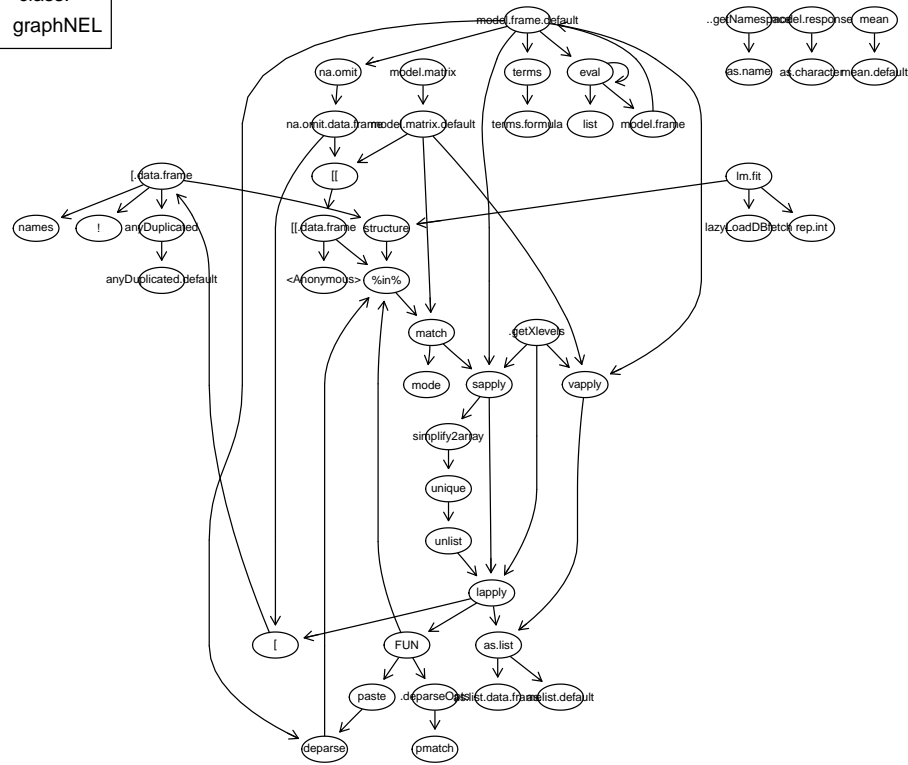 class:
graphNEL
model.frame.default
..getNamespace
model.response
mean
na.omit
model.matrix
terms
eval
as.name
as.character
mean.default
na.omit.data.frame
model.matrix.default
terms.formula
list
model.frame
[.data.frame
[[
lm.fit
names
!
anyDuplicated
[[.data.frame
structure
lazyLoadDBfetch
rep.int
anyDuplicated.default
<Anonymous>
%in%
match
.getXlevels
mode
sapply
vapply
simplify2array
unique
unlist
lapply
[
FUN
as.list
paste
.deparseOpts
as.list.data.frame
as.list.default
deparse
pmatch